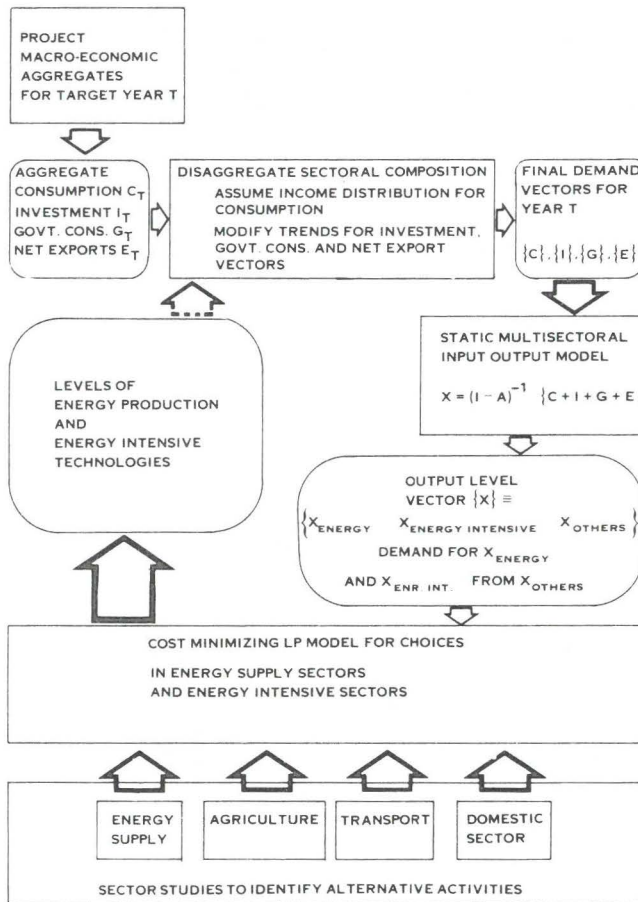 PROJECT
MACRO-ECONOMIC
AGGREGATES
FOR TARGET YEAR T
AGGREGATE
CONSUMPTION C_T
INVESTMENT I_T
GOVT. CONS. G_T
NET EXPORTS E_T
DISAGGREGATE SECTORAL COMPOSITION
ASSUME INCOME DISTRIBUTION FOR
CONSUMPTION
MODIFY TRENDS FOR INVESTMENT,
GOVT. CONS. AND NET EXPORT
VECTORS
FINAL DEMAND
VECTORS FOR
YEAR T
{C}, {I}, {G}, {E}
STATIC MULTISECTORAL
INPUT OUTPUT MODEL
X = (I – A)^-1 {C + I + G + E
LEVELS OF
ENERGY PRODUCTION
AND
ENERGY INTENSIVE
TECHNOLOGIES
OUTPUT LEVEL
VECTOR {X} ≡
{X_ENERGY X_ENERGY INTENSIVE X_OTHERS}
DEMAND FOR X_ENERGY
AND X_ENR. INT. FROM X_OTHERS
COST MINIMIZING LP MODEL FOR CHOICES
IN ENERGY SUPPLY SECTORS
AND ENERGY INTENSIVE SECTORS
ENERGY
SUPPLY
AGRICULTURE
TRANSPORT
DOMESTIC
SECTOR
SECTOR STUDIES TO IDENTIFY ALTERNATIVE ACTIVITIES